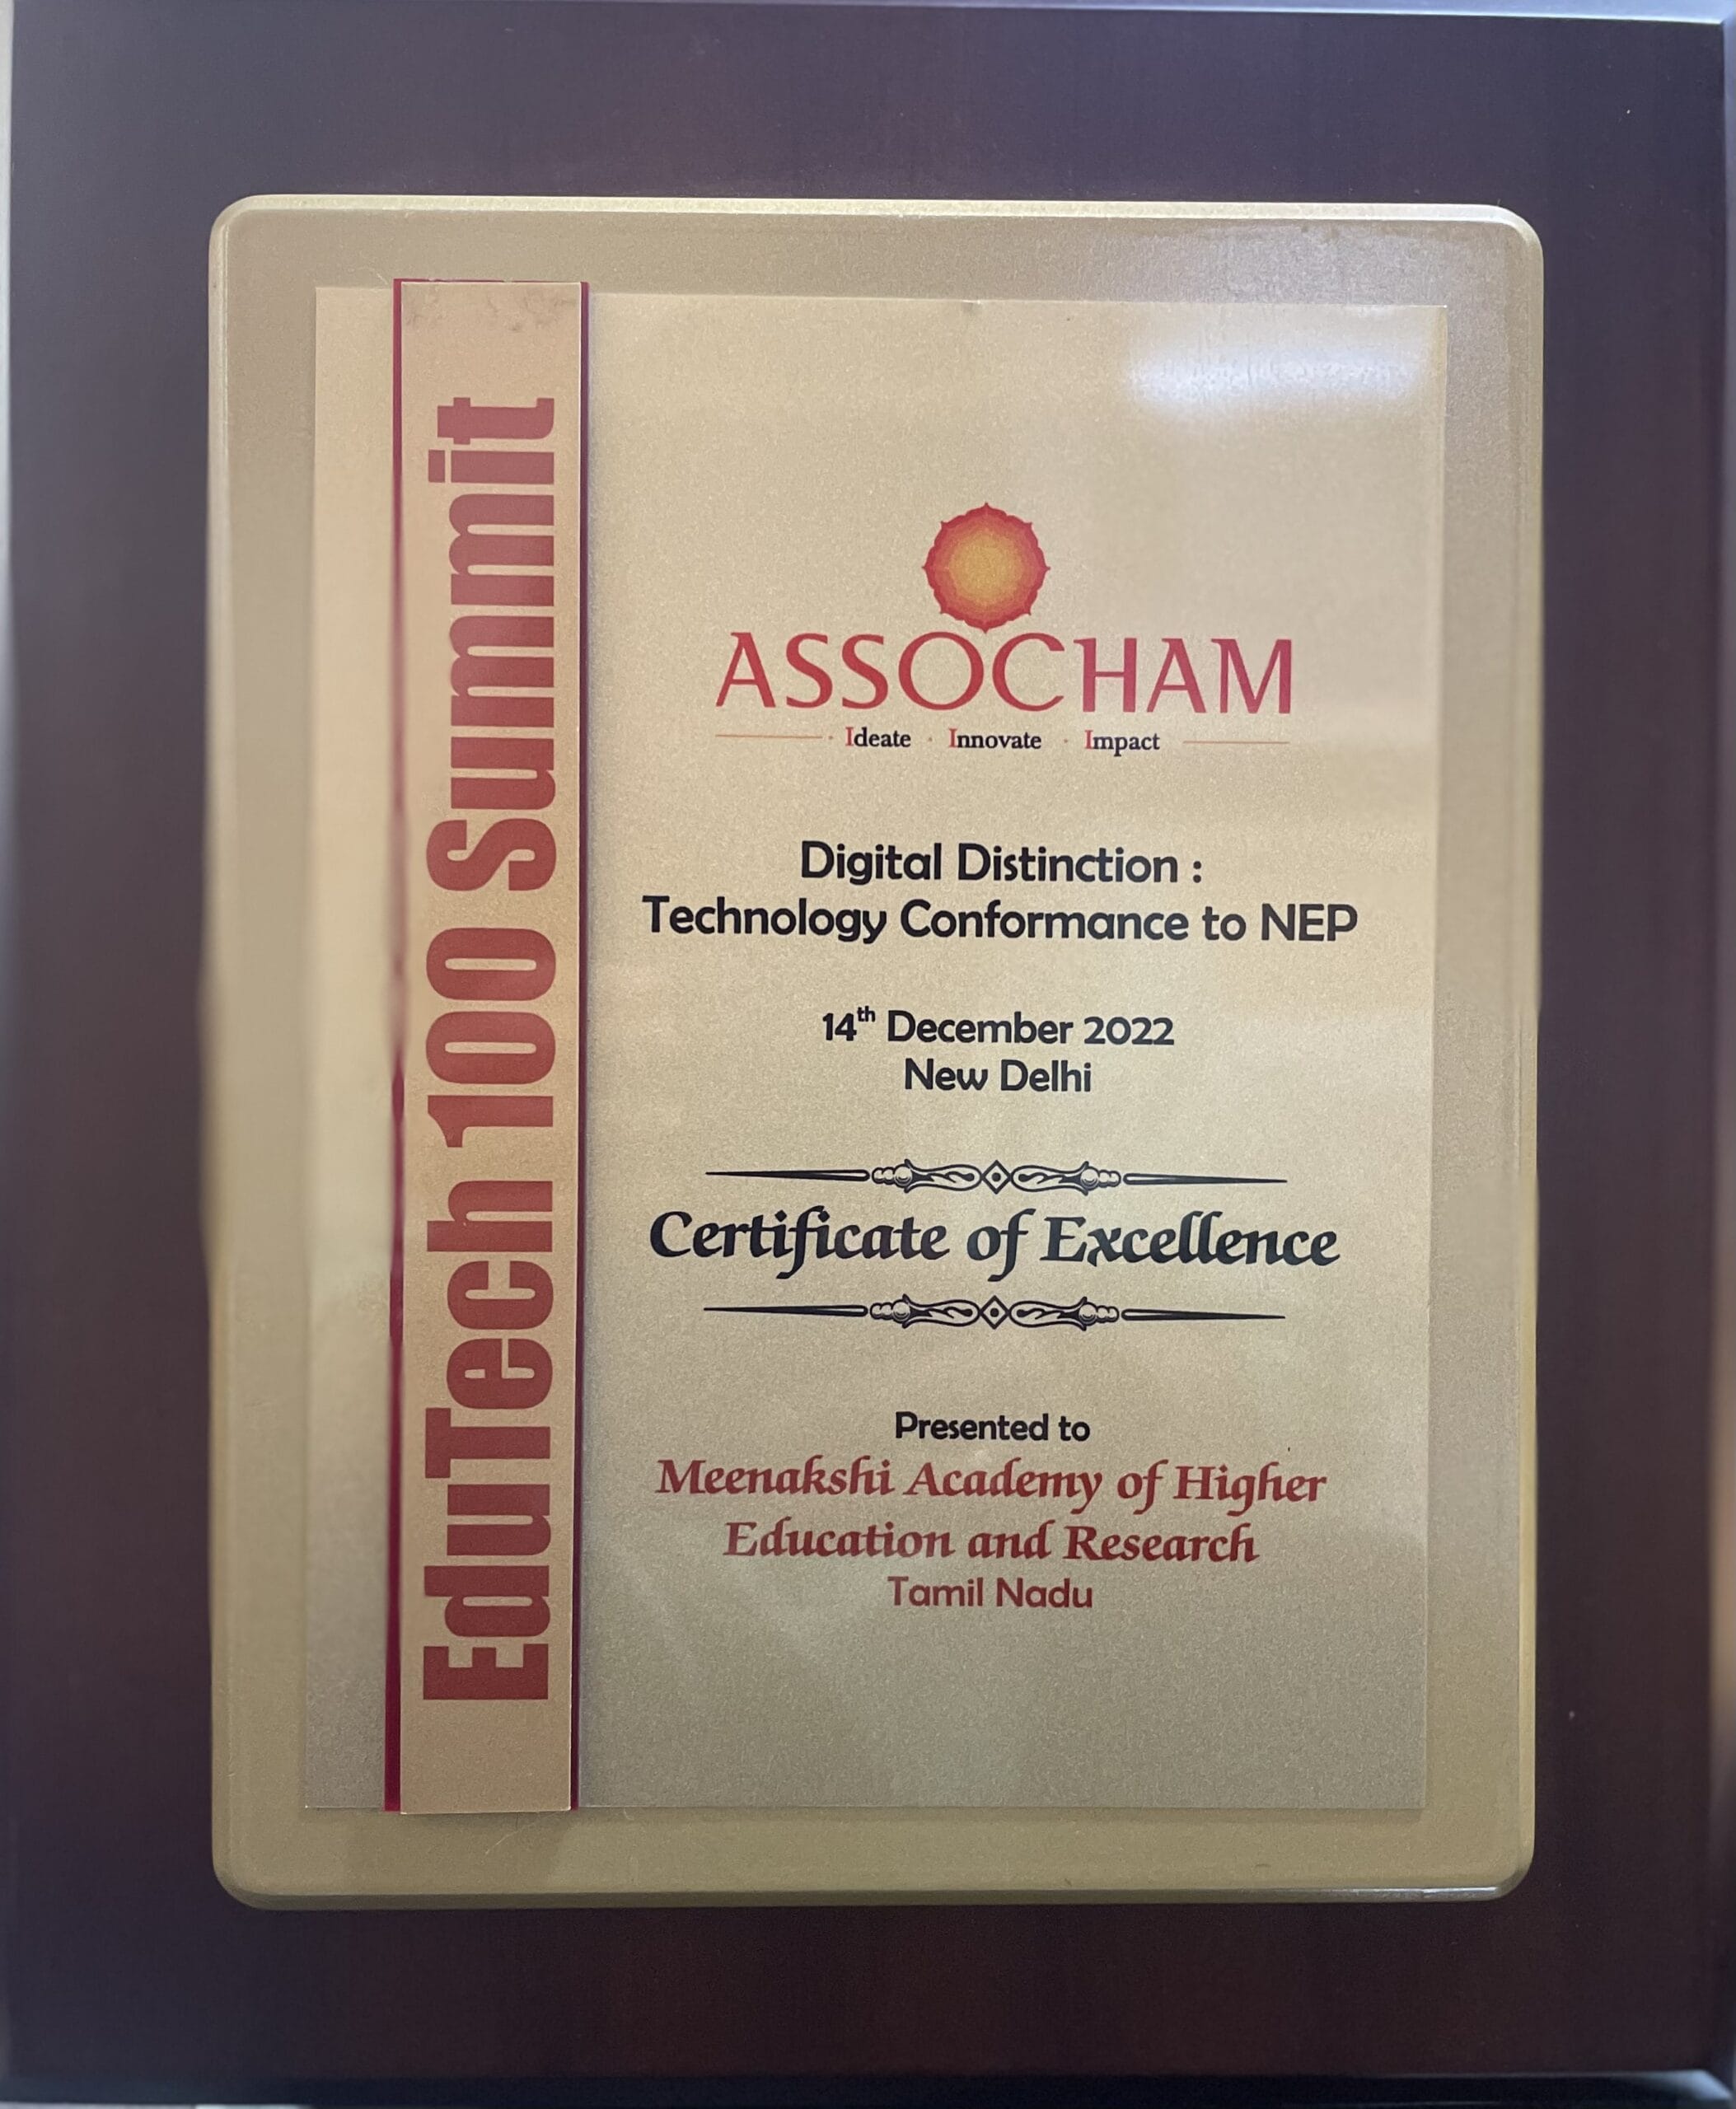 EduTech 100 Summit
ASSOCHAM
Ideate · Innovate · Impact
Digital Distinction :
Technology Conformance to NEP
14th December 2022
New Delhi
Certificate of Excellence
Presented to
Meenakshi Academy of Higher
Education and Research
Tamil Nadu